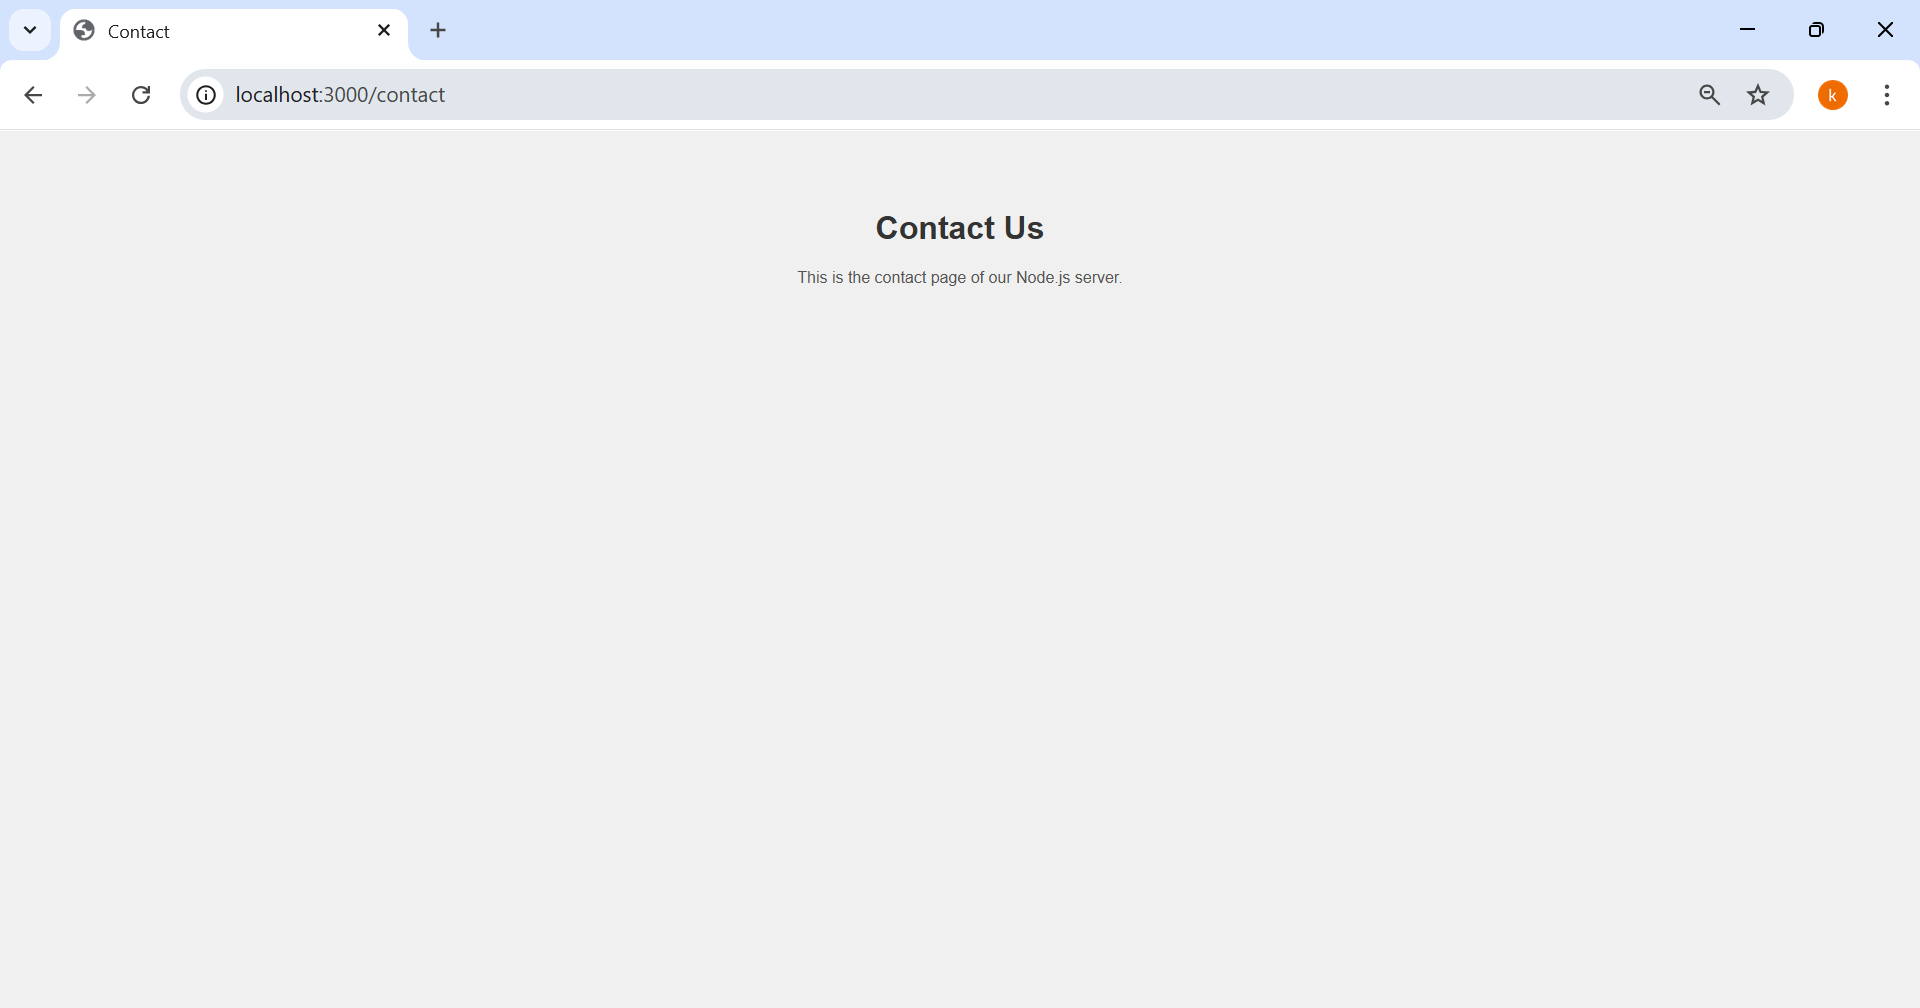 Contact
localhost:3000/contact
k
Contact Us
This is the contact page of our Node.js server.